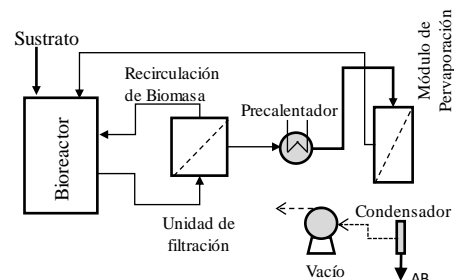 Sustrato
Recirculación
de Biomasa
Precalentador
Módulo de
Pervaporación
Bioreactor
Unidad de
filtración
Condensador
Vacío
AB